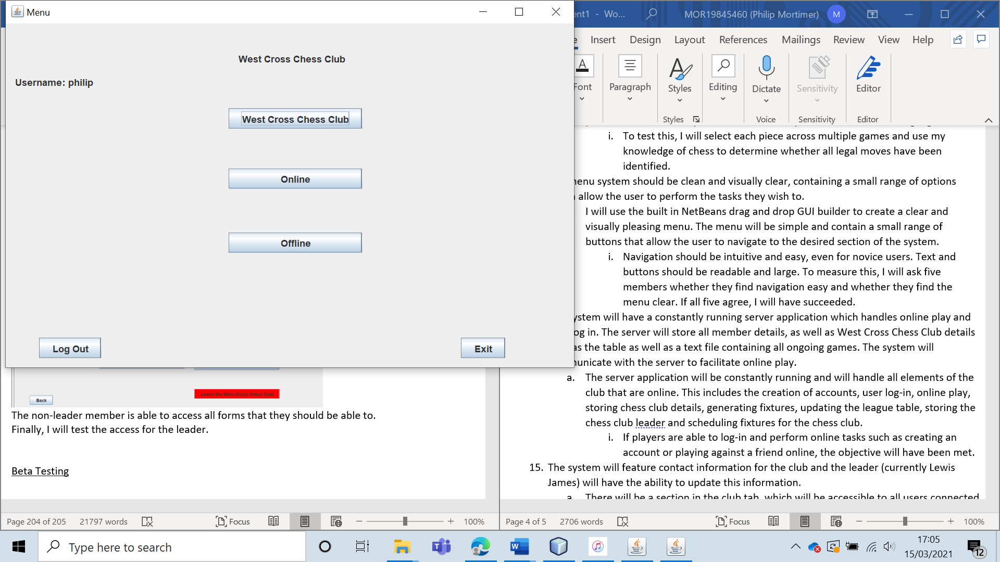 Menu
West Cross Chess Club
Username: philip
West Cross Chess Club
Online
Offline
Log Out
Exit
Back
Leave the West Cross Chess Club
The non-leader member is able to access all forms that they should be able to.
Finally, I will test the access for the leader.
Beta Testing
Page 204 of 205
21797 words
Focus
100%
ent1 - Wo...
MOR19845460 (Philip Mortimer)
M
e
Insert
Design
Layout
References
Mailings
Review
View
Help
Font
Paragraph
Styles
Editing
Dictate
Sensitivity
Editor
Styles
Voice
Sensitivity
Editor
i. To test this, I will select each piece across multiple games and use my
knowledge of chess to determine whether all legal moves have been
identified.
menu system should be clean and visually clear, containing a small range of options
allow the user to perform the tasks they wish to.
I will use the built in NetBeans drag and drop GUI builder to create a clear and
visually pleasing menu. The menu will be simple and contain a small range of
buttons that allow the user to navigate to the desired section of the system.
i. Navigation should be intuitive and easy, even for novice users. Text and
buttons should be readable and large. To measure this, I will ask five
members whether they find navigation easy and whether they find the
menu clear. If all five agree, I will have succeeded.
ystem will have a constantly running server application which handles online play and
og in. The server will store all member details, as well as West Cross Chess Club details
as the table as well as a text file containing all ongoing games. The system will
unicate with the server to facilitate online play.
a. The server application will be constantly running and will handle all elements of the
club that are online. This includes the creation of accounts, user log-in, online play,
storing chess club details, generating fixtures, updating the league table, storing the
chess club leader and scheduling fixtures for the chess club.
i. If players are able to log-in and perform online tasks such as creating an
account or playing against a friend online, the objective will have been met.
15. The system will feature contact information for the club and the leader (currently Lewis
James) will have the ability to update this information.
a. There will be a section in the club tab, which will be accessible to all users connected
Page 4 of 5
2706 words
Focus
100%
Type here to search
17:05
15/03/2021
12